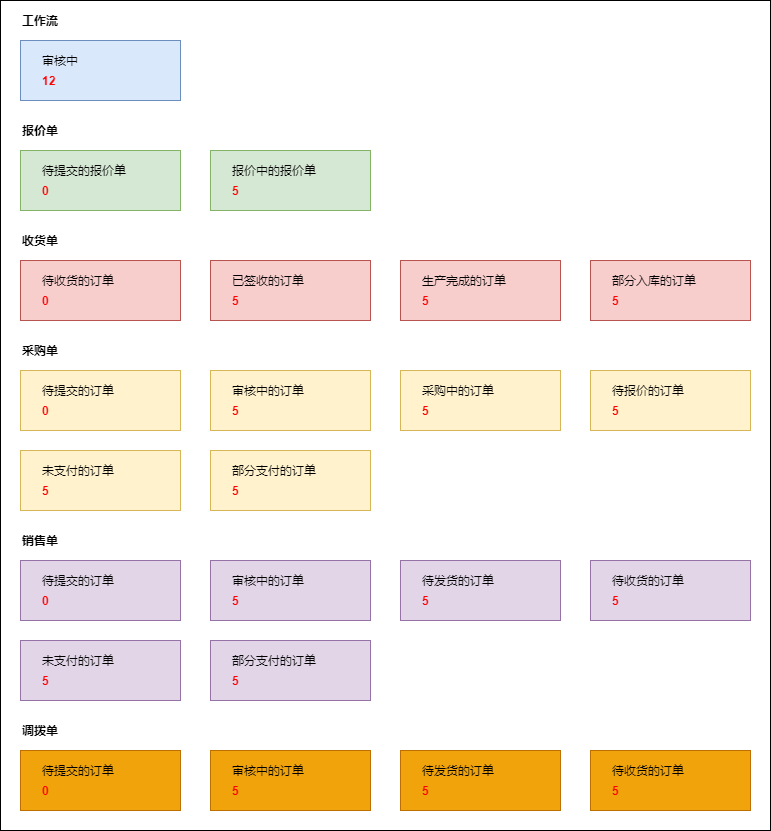 工作流
审核中
12
报价单
待提交的报价单 报价中的报价单
0 5
收货单
待收货的订单 已签收的订单 生产完成的订单 部分入库的订单
0 5 5 5
采购单
待提交的订单 审核中的订单 采购中的订单 待报价的订单
0 5 5 5
未支付的订单 部分支付的订单
5 5
销售单
待提交的订单 审核中的订单 待发货的订单 待收货的订单
0 5 5 5
未支付的订单 部分支付的订单
5 5
调拨单
待提交的订单 审核中的订单 待发货的订单 待收货的订单
0 5 5 5